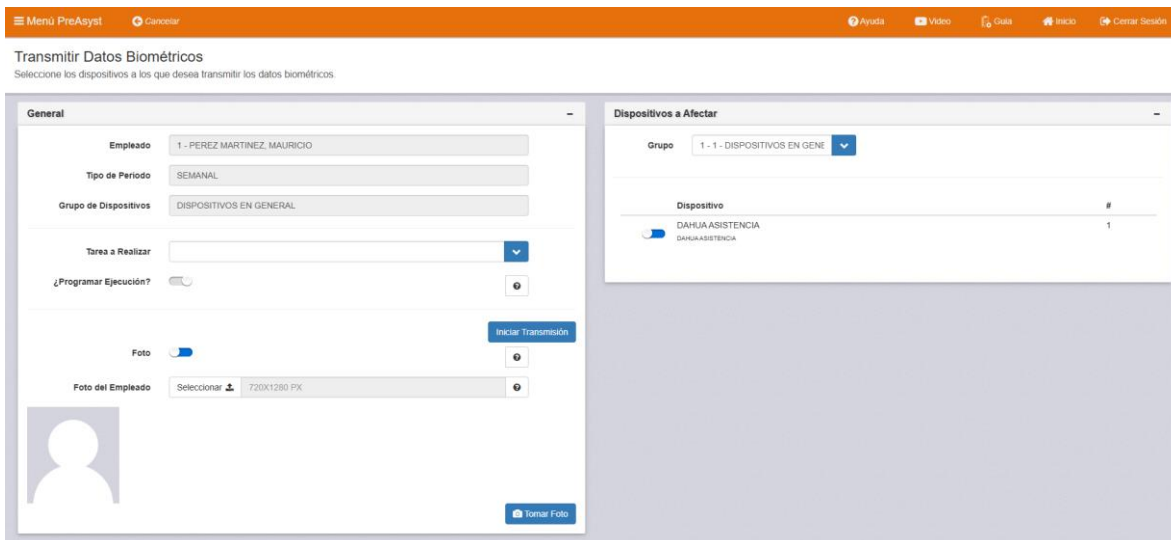 Menú PreAsyst Cancelar Ayuda Video Guia Inicio Cerrar Sesión
Transmitir Datos Biométricos
Seleccione los dispositivos a los que desea transmitir los datos biométricos.
General
Empleado 1 - PEREZ MARTINEZ, MAURICIO
Tipo de Periodo SEMANAL
Grupo de Dispositivos DISPOSITIVOS EN GENERAL
Tarea a Realizar
¿Programar Ejecución?
Iniciar Transmisión
Foto
Foto del Empleado Seleccionar 720X1280 PX
Tomar Foto
Dispositivos a Afectar
Grupo 1 - 1 - DISPOSITIVOS EN GENE
Dispositivo #
DAHUA ASISTENCIA 1
DAHUA ASISTENCIA